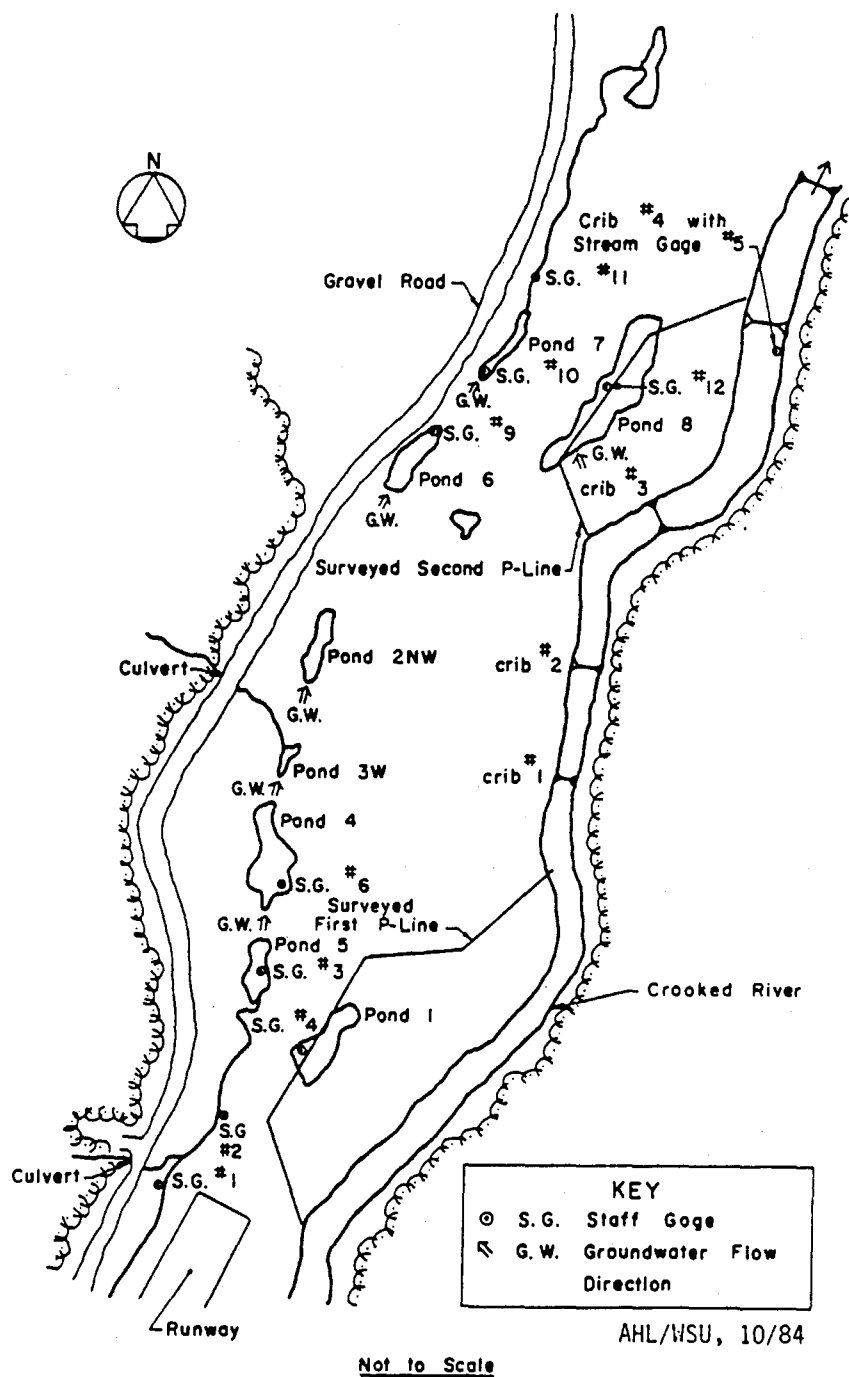 N
Crib #4 with
Stream Gage #5
Gravel Road
S.G. #11
Pond 7
S.G. #10
G.W.
S.G. #12
S.G. #9
Pond 8
G.W.
Pond 6
crib #3
G.W.
Surveyed Second P-Line
Culvert
Pond 2NW
crib #2
G.W.
Pond 3W
crib #1
G.W.
Pond 4
S.G. #6
Surveyed
First P-Line
G.W.
Pond 5
S.G. #3
Crooked River
S.G. #4
Pond 1
S.G
#2
Culvert
S.G. #1
KEY
S.G. Staff Goge
G.W. Groundwater Flow
Direction
Runway
AHL/WSU, 10/84
Not to Scale